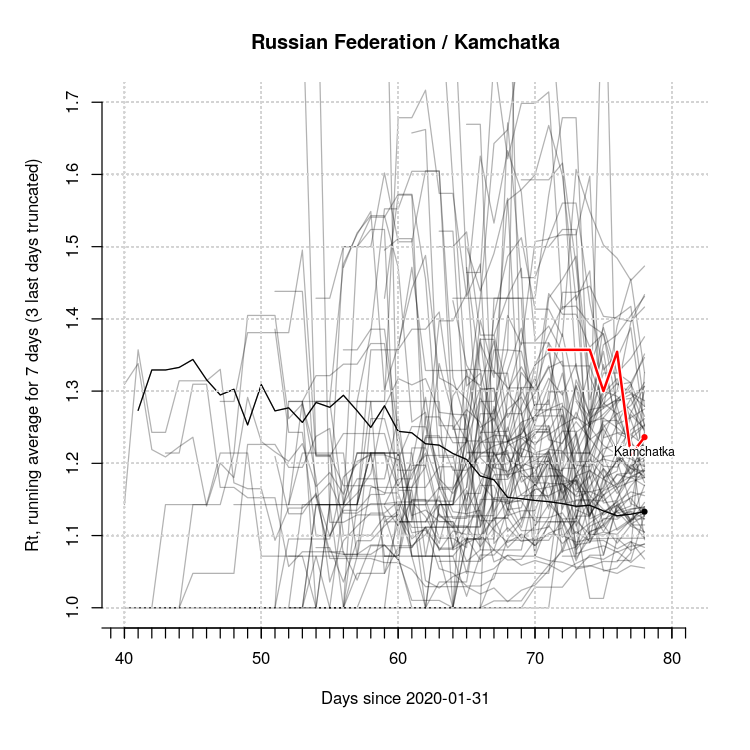 Russian Federation / Kamchatka
Rt, running average for 7 days (3 last days truncated)
1.7
1.6
1.5
1.4
1.3
1.2
1.1
1.0
Kamchatka
40 50 60 70 80
Days since 2020-01-31